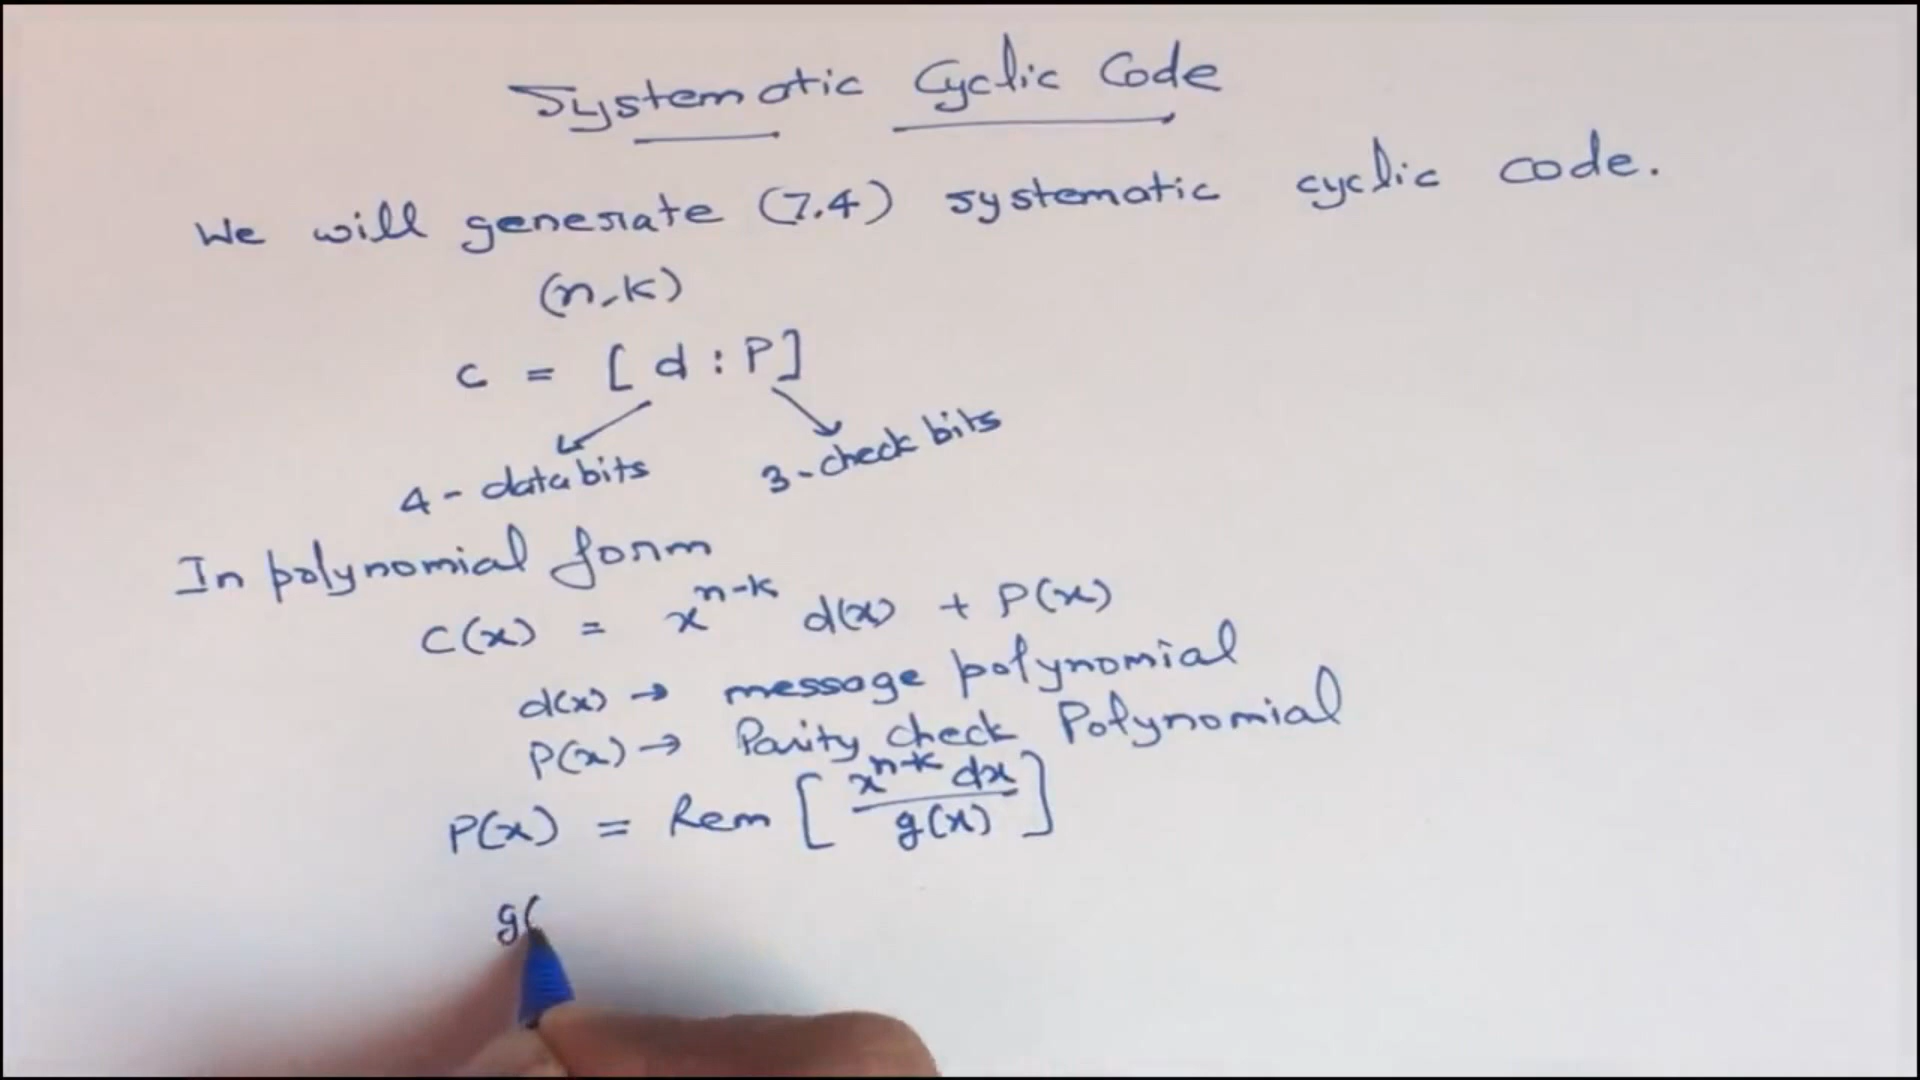 Systematic Cyclic Code
We will generate (7,4) systematic cyclic code.
(n,k)
c = [d : P]
4 - data bits
3 - check bits
In polynomial form
C(x) = x^{n-k} d(x) + P(x)
d(x) → message polynomial
P(x) → Parity check Polynomial
P(x) = Rem [ x^{n-k} dx / g(x) ]
g(